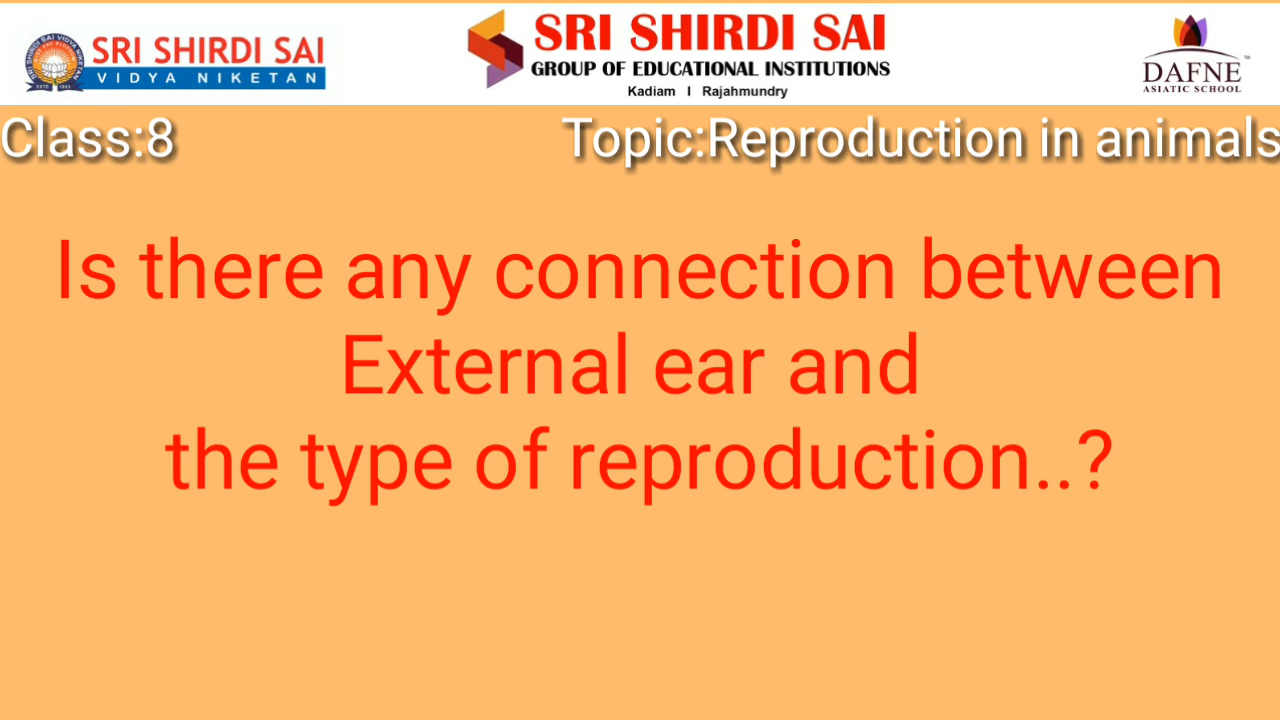 SRI SHIRDI SAI
VIDYA NIKETAN
SRI SHIRDI SAI
GROUP OF EDUCATIONAL INSTITUTIONS
Kadiam I Rajahmundry
DAFNE
ASIATIC SCHOOL
Class:8
Topic:Reproduction in animals
Is there any connection between
External ear and
the type of reproduction..?